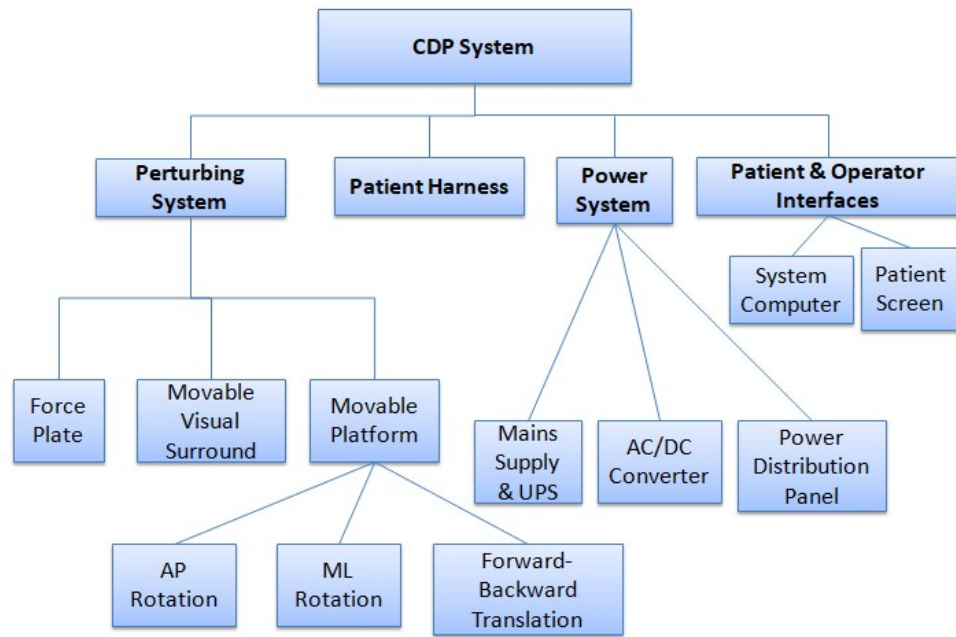 CDP System
Perturbing
System
Patient Harness
Power
System
Patient & Operator
Interfaces
System
Computer
Patient
Screen
Force
Plate
Movable
Visual
Surround
Movable
Platform
Mains
Supply
& UPS
AC/DC
Converter
Power
Distribution
Panel
AP
Rotation
ML
Rotation
Forward-
Backward
Translation